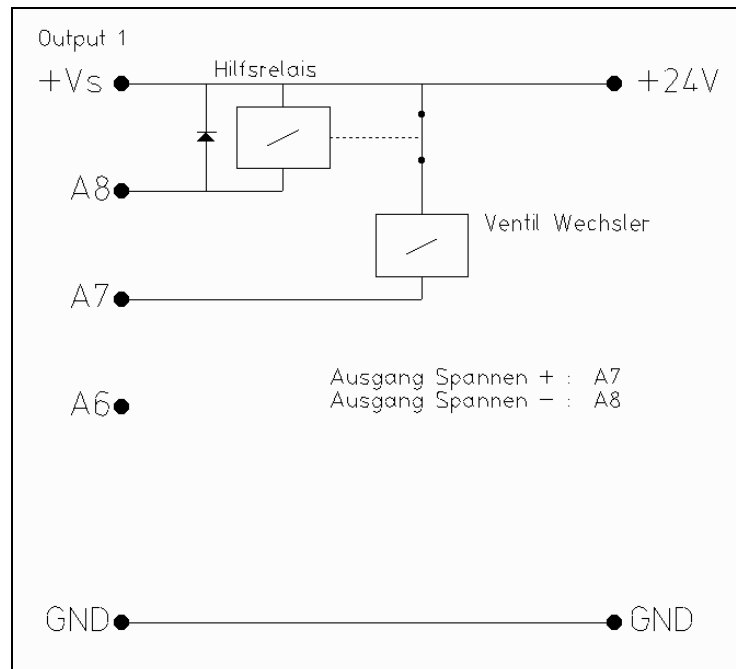 Output 1
Hilfsrelais
+Vs
+24V
A8
Ventil Wechsler
A7
Ausgang Spannen + : A7
Ausgang Spannen - : A8
A6
GND
GND